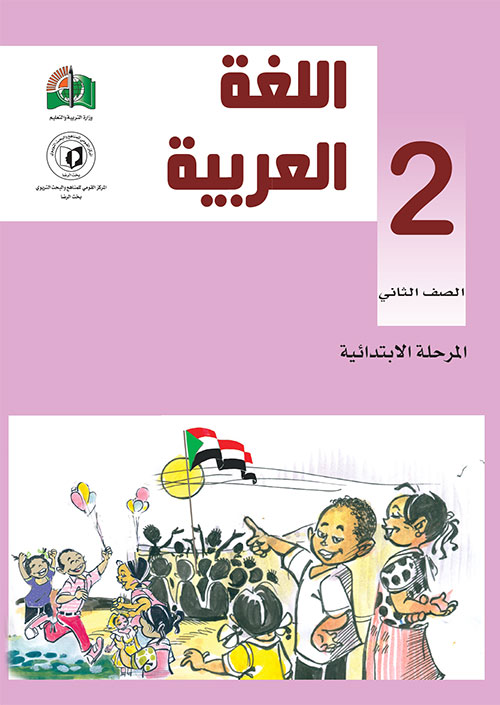 اللغة
العربية
2
الصف الثاني
المرحلة الابتدائية
وزارة التربية والتعليم
المركز القومي للمناهج والبحث التربوي
بخت الرضا